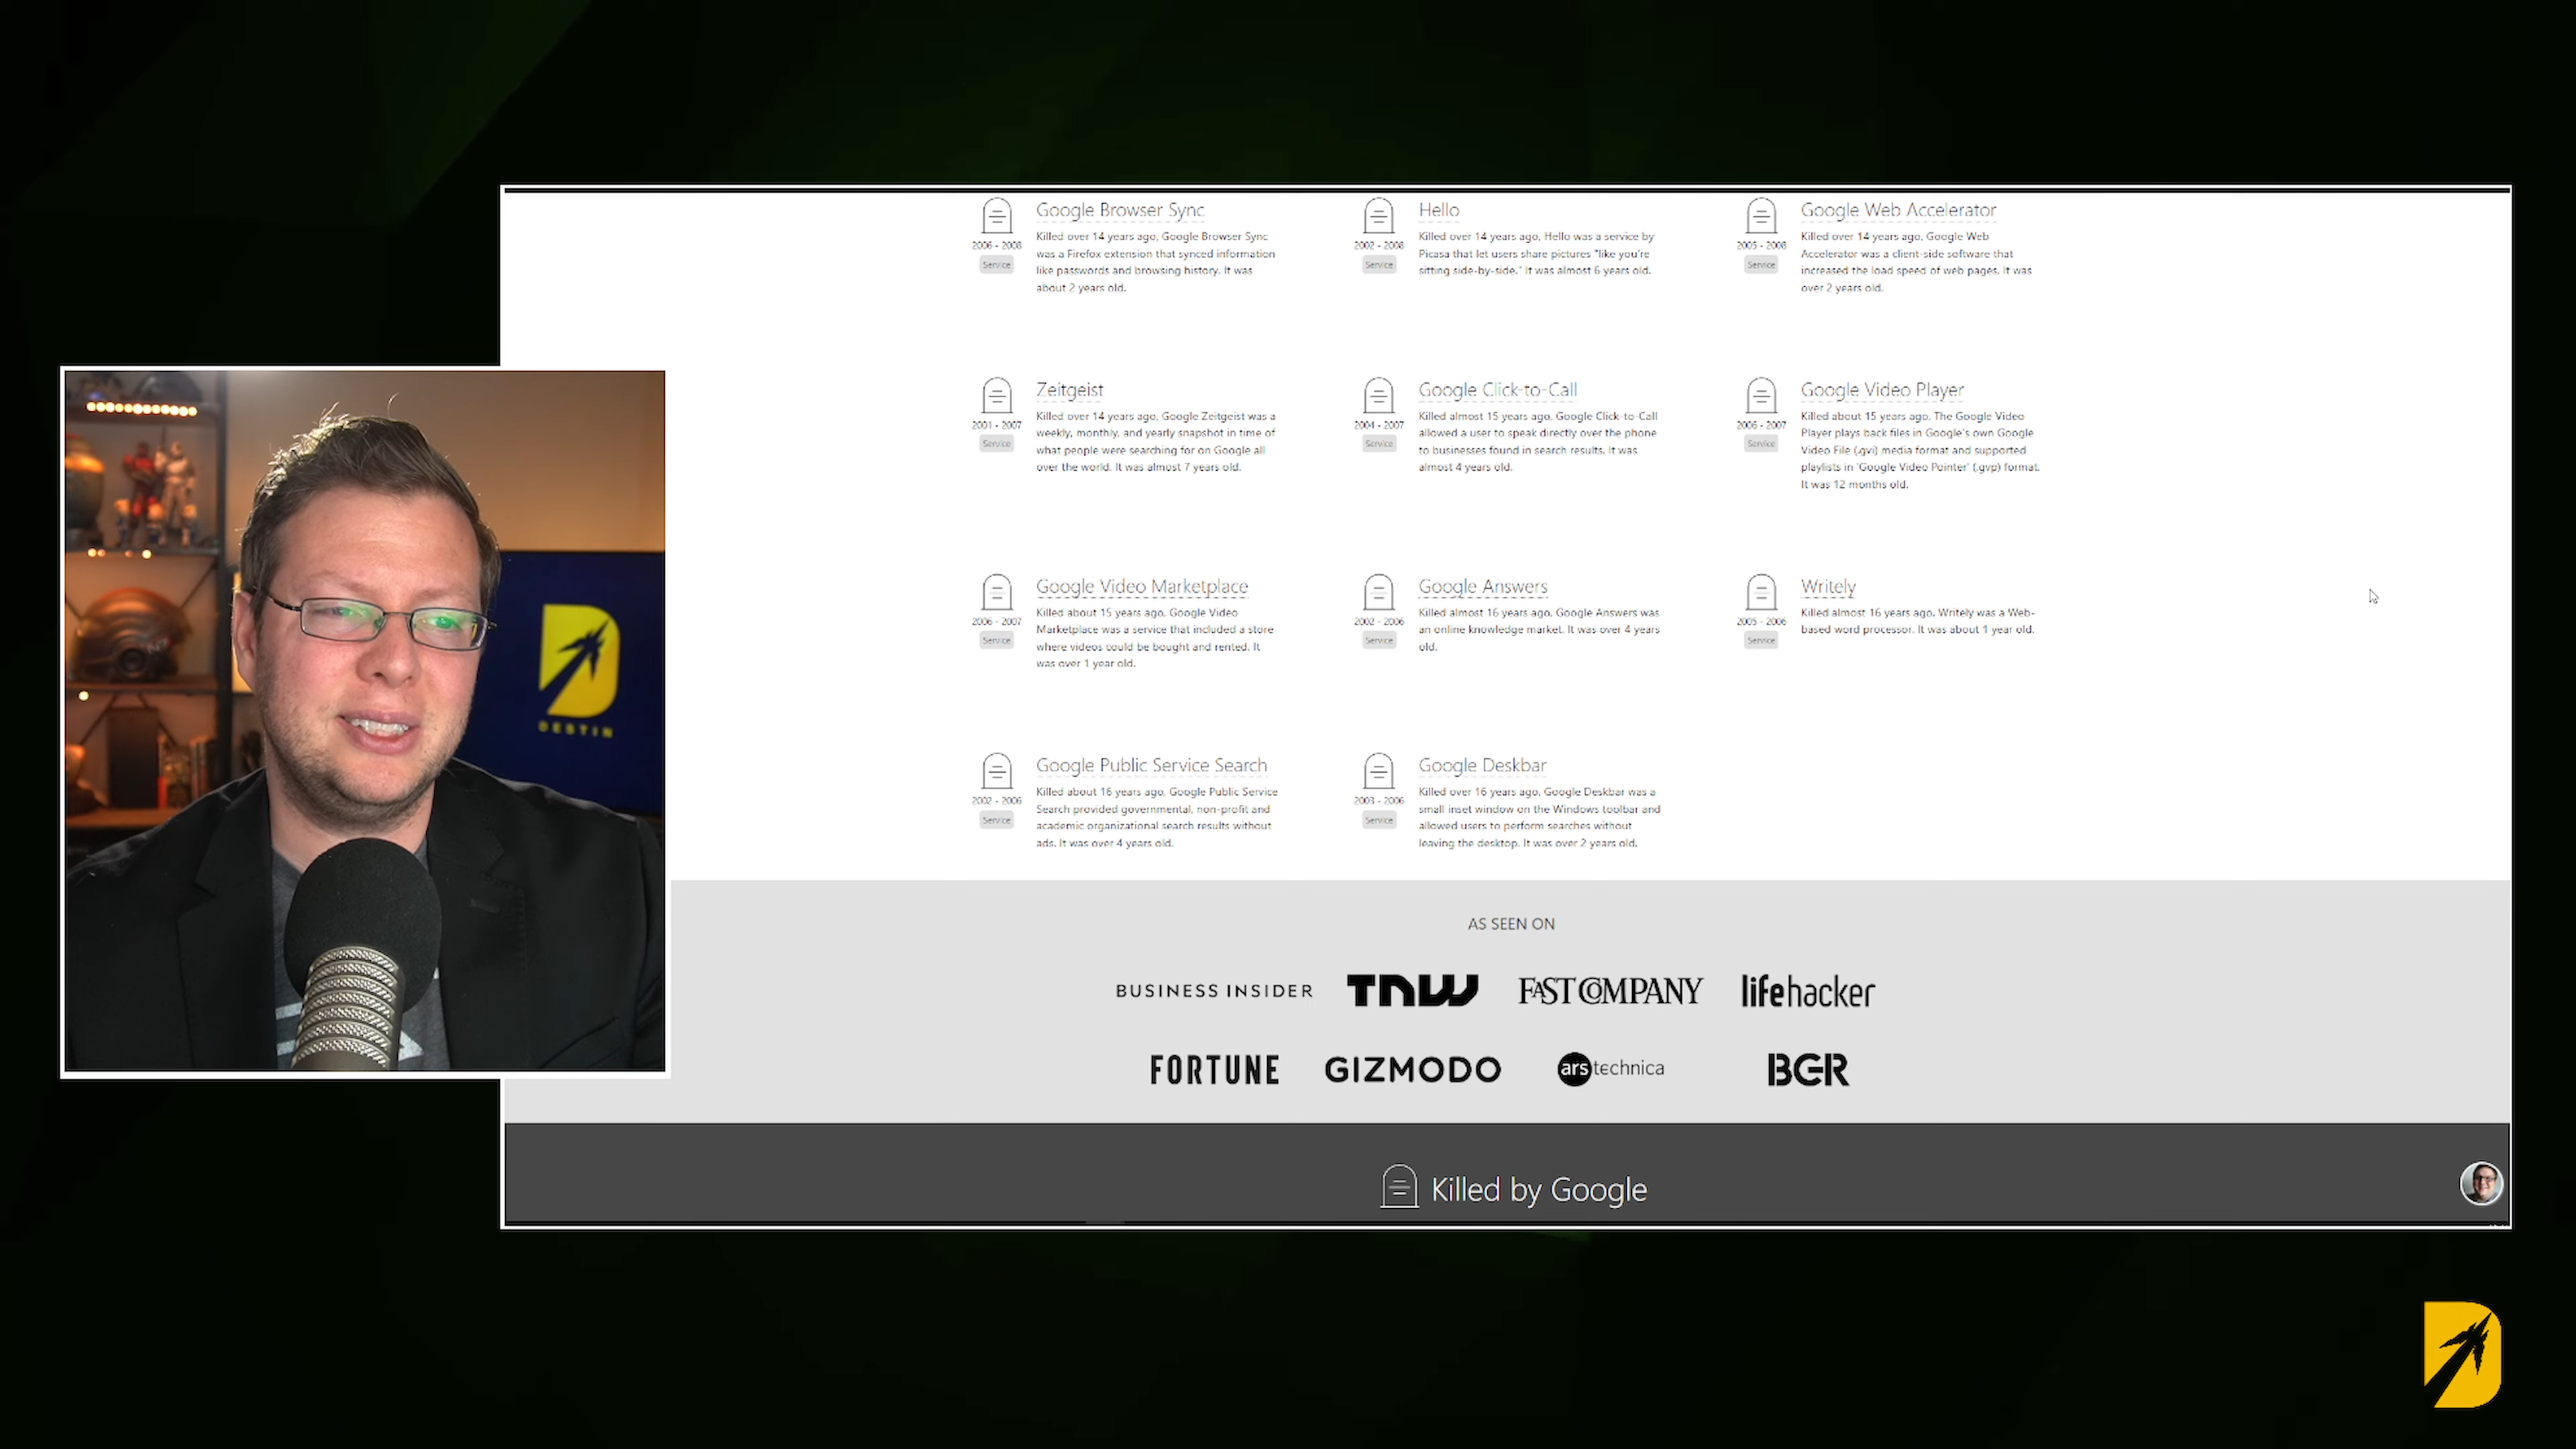 Google Browser Sync
2006 - 2008
Service
Killed over 14 years ago, Google Browser Sync
was a Firefox extension that synced information
like passwords and browsing history. It was
about 2 years old.
Hello
2002 - 2008
Service
Killed over 14 years ago, Hello was a service by
Picasa that let users share pictures "like you're
sitting side-by-side." It was almost 6 years old.
Google Web Accelerator
2005 - 2008
Service
Killed over 14 years ago, Google Web
Accelerator was a client-side software that
increased the load speed of web pages. It was
over 2 years old.
Zeitgeist
2001 - 2007
Service
Killed over 14 years ago, Google Zeitgeist was a
weekly, monthly, and yearly snapshot in time of
what people were searching for on Google all
over the world. It was almost 7 years old.
Google Click-to-Call
2004 - 2007
Service
Killed almost 15 years ago, Google Click-to-Call
allowed a user to speak directly over the phone
to businesses found in search results. It was
almost 4 years old.
Google Video Player
2006 - 2007
Service
Killed about 15 years ago, The Google Video
Player plays back files in Google's own Google
Video File (.gvi) media format and supported
playlists in 'Google Video Pointer' (.gvp) format.
It was 12 months old.
Google Video Marketplace
2006 - 2007
Service
Killed about 15 years ago, Google Video
Marketplace was a service that included a store
where videos could be bought and rented. It
was over 1 year old.
Google Answers
2002 - 2006
Service
Killed almost 16 years ago, Google Answers was
an online knowledge market. It was over 4 years
old.
Writely
2005 - 2006
Service
Killed almost 16 years ago, Writely was a Web-
based word processor. It was about 1 year old.
Google Public Service Search
2002 - 2006
Service
Killed about 16 years ago, Google Public Service
Search provided governmental, non-profit and
academic organizational search results without
ads. It was over 4 years old.
Google Deskbar
2003 - 2006
Service
Killed over 16 years ago, Google Deskbar was a
small inset window on the Windows toolbar and
allowed users to perform searches without
leaving the desktop. It was over 2 years old.
DESTIN
AS SEEN ON
BUSINESS INSIDER TNW FAST COMPANY lifehacker
FORTUNE GIZMODO ars technica BGR
Killed by Google